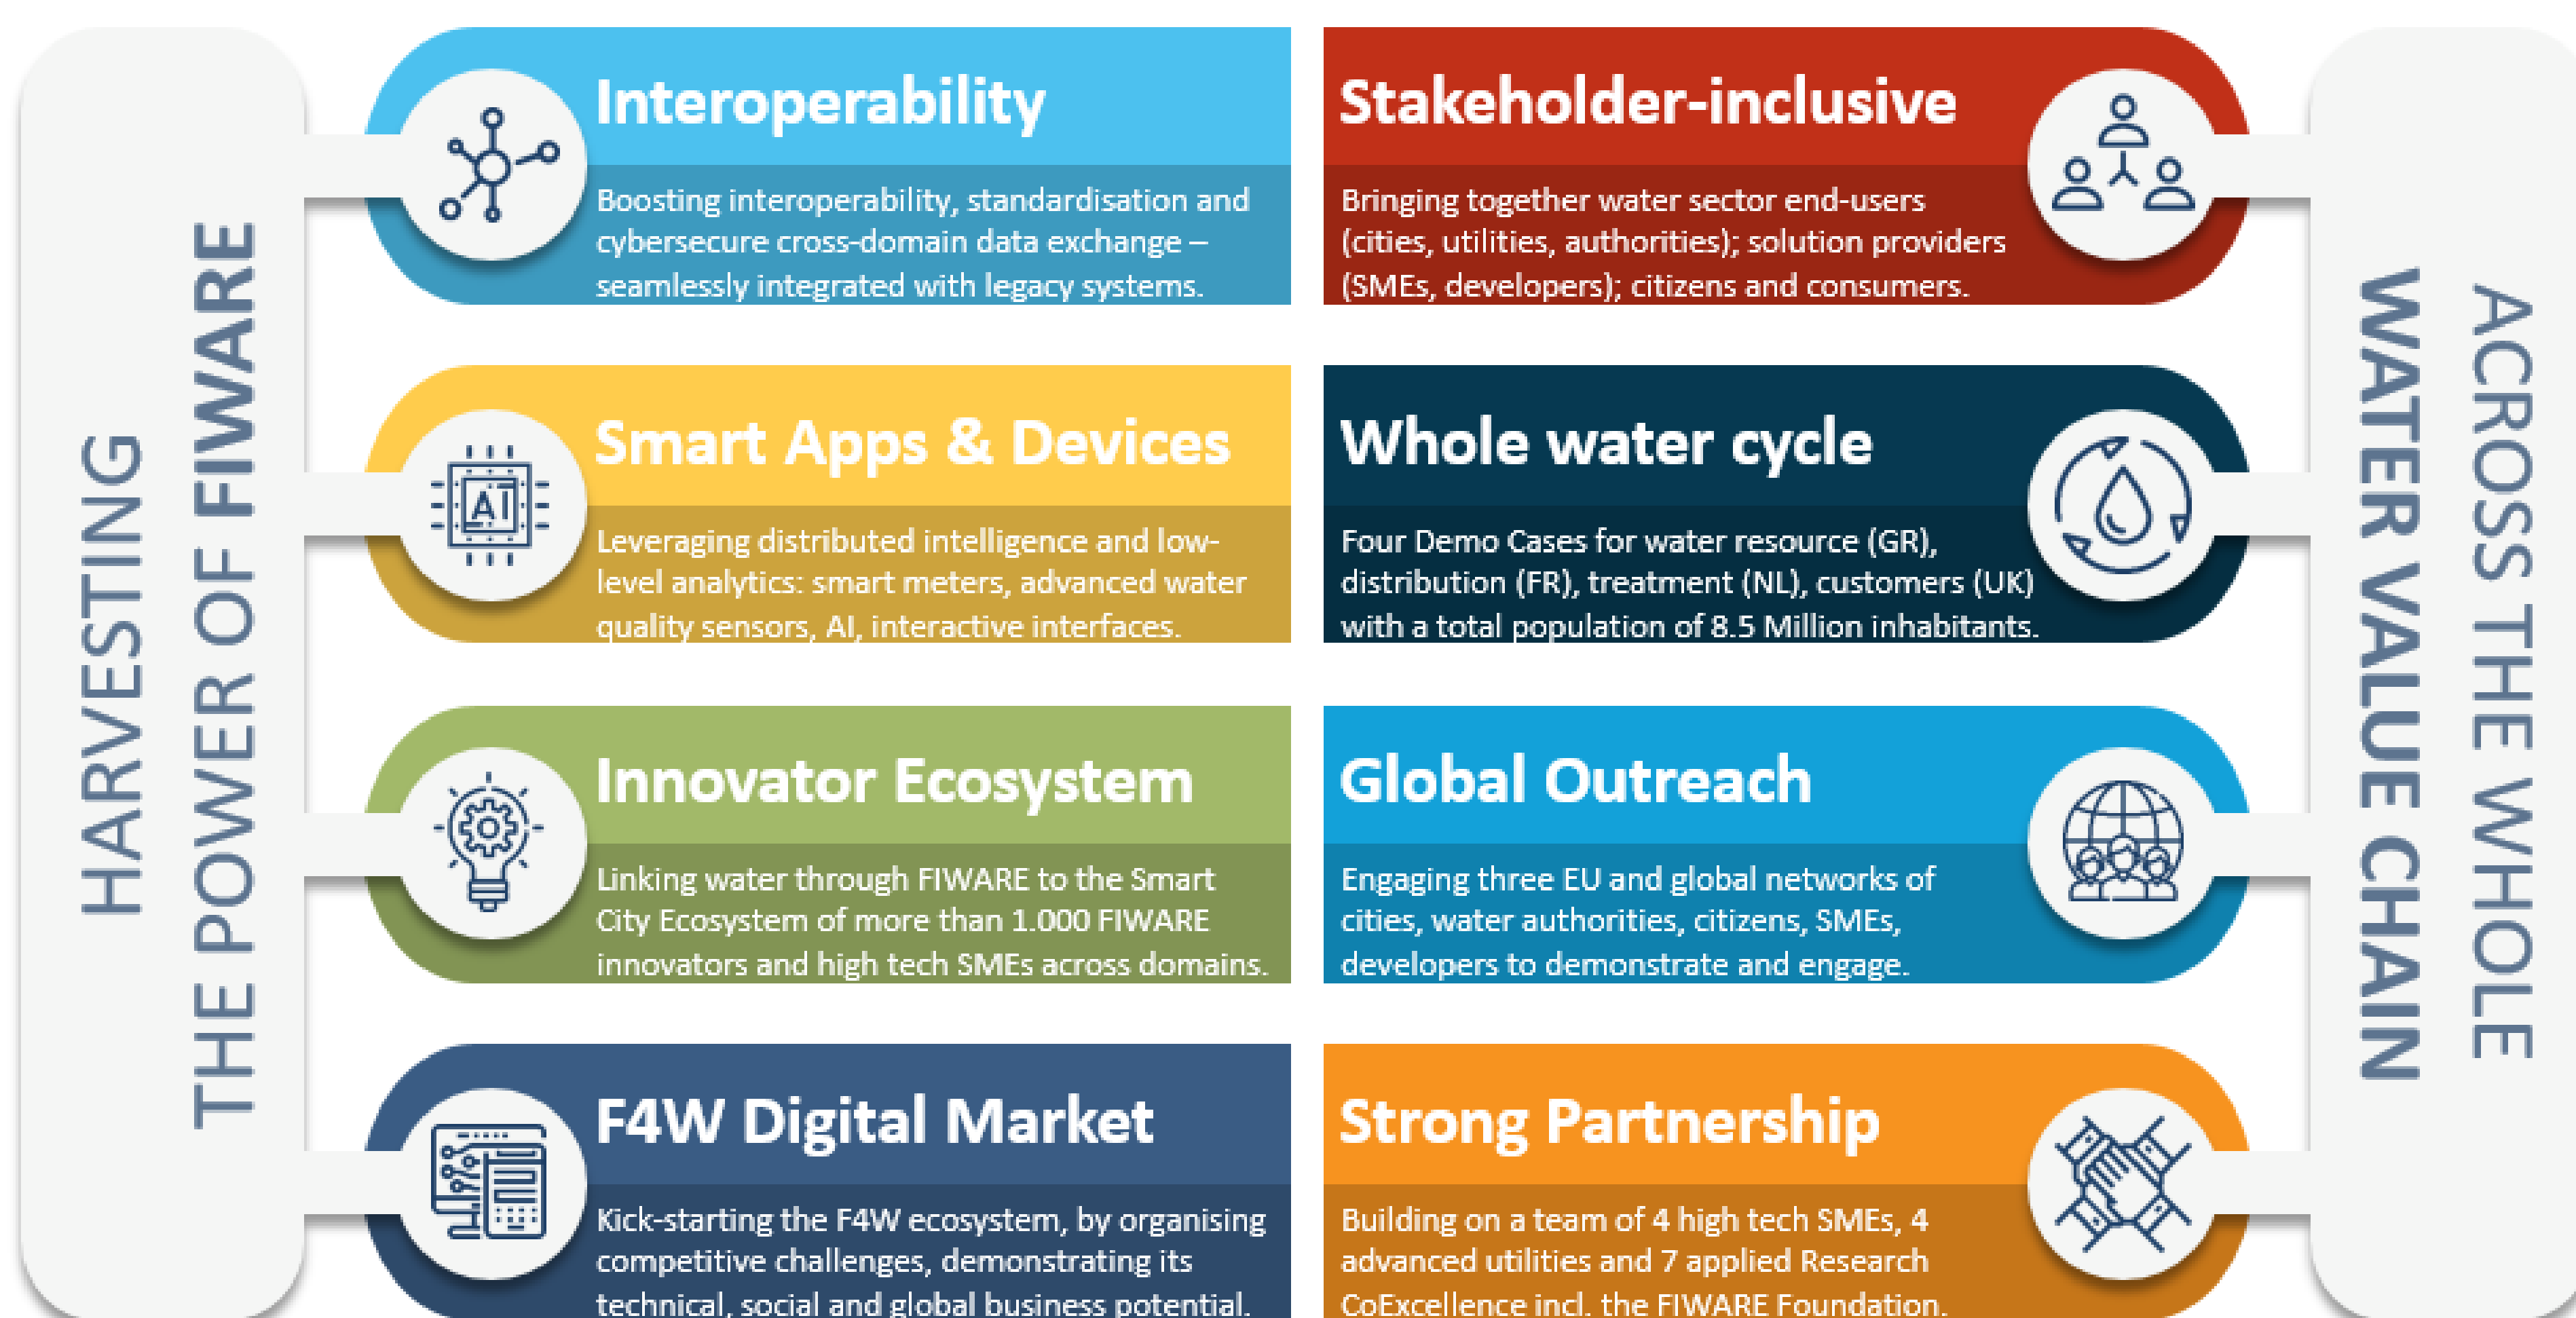 HARVESTING
THE POWER OF FIWARE
Interoperability
Boosting interoperability, standardisation and
cybersecure cross-domain data exchange –
seamlessly integrated with legacy systems.
Smart Apps & Devices
Leveraging distributed intelligence and low-
level analytics: smart meters, advanced water
quality sensors, AI, interactive interfaces.
AI
Innovator Ecosystem
Linking water through FIWARE to the Smart
City Ecosystem of more than 1.000 FIWARE
innovators and high tech SMEs across domains.
F4W Digital Market
Kick-starting the F4W ecosystem, by organising
competitive challenges, demonstrating its
technical, social and global business potential.
Stakeholder-inclusive
Bringing together water sector end-users
(cities, utilities, authorities); solution providers
(SMEs, developers); citizens and consumers.
Whole water cycle
Four Demo Cases for water resource (GR),
distribution (FR), treatment (NL), customers (UK)
with a total population of 8.5 Million inhabitants.
Global Outreach
Engaging three EU and global networks of
cities, water authorities, citizens, SMEs,
developers to demonstrate and engage.
Strong Partnership
Building on a team of 4 high tech SMEs, 4
advanced utilities and 7 applied Research
CoExcellence incl. the FIWARE Foundation.
ACROSS THE WHOLE
WATER VALUE CHAIN